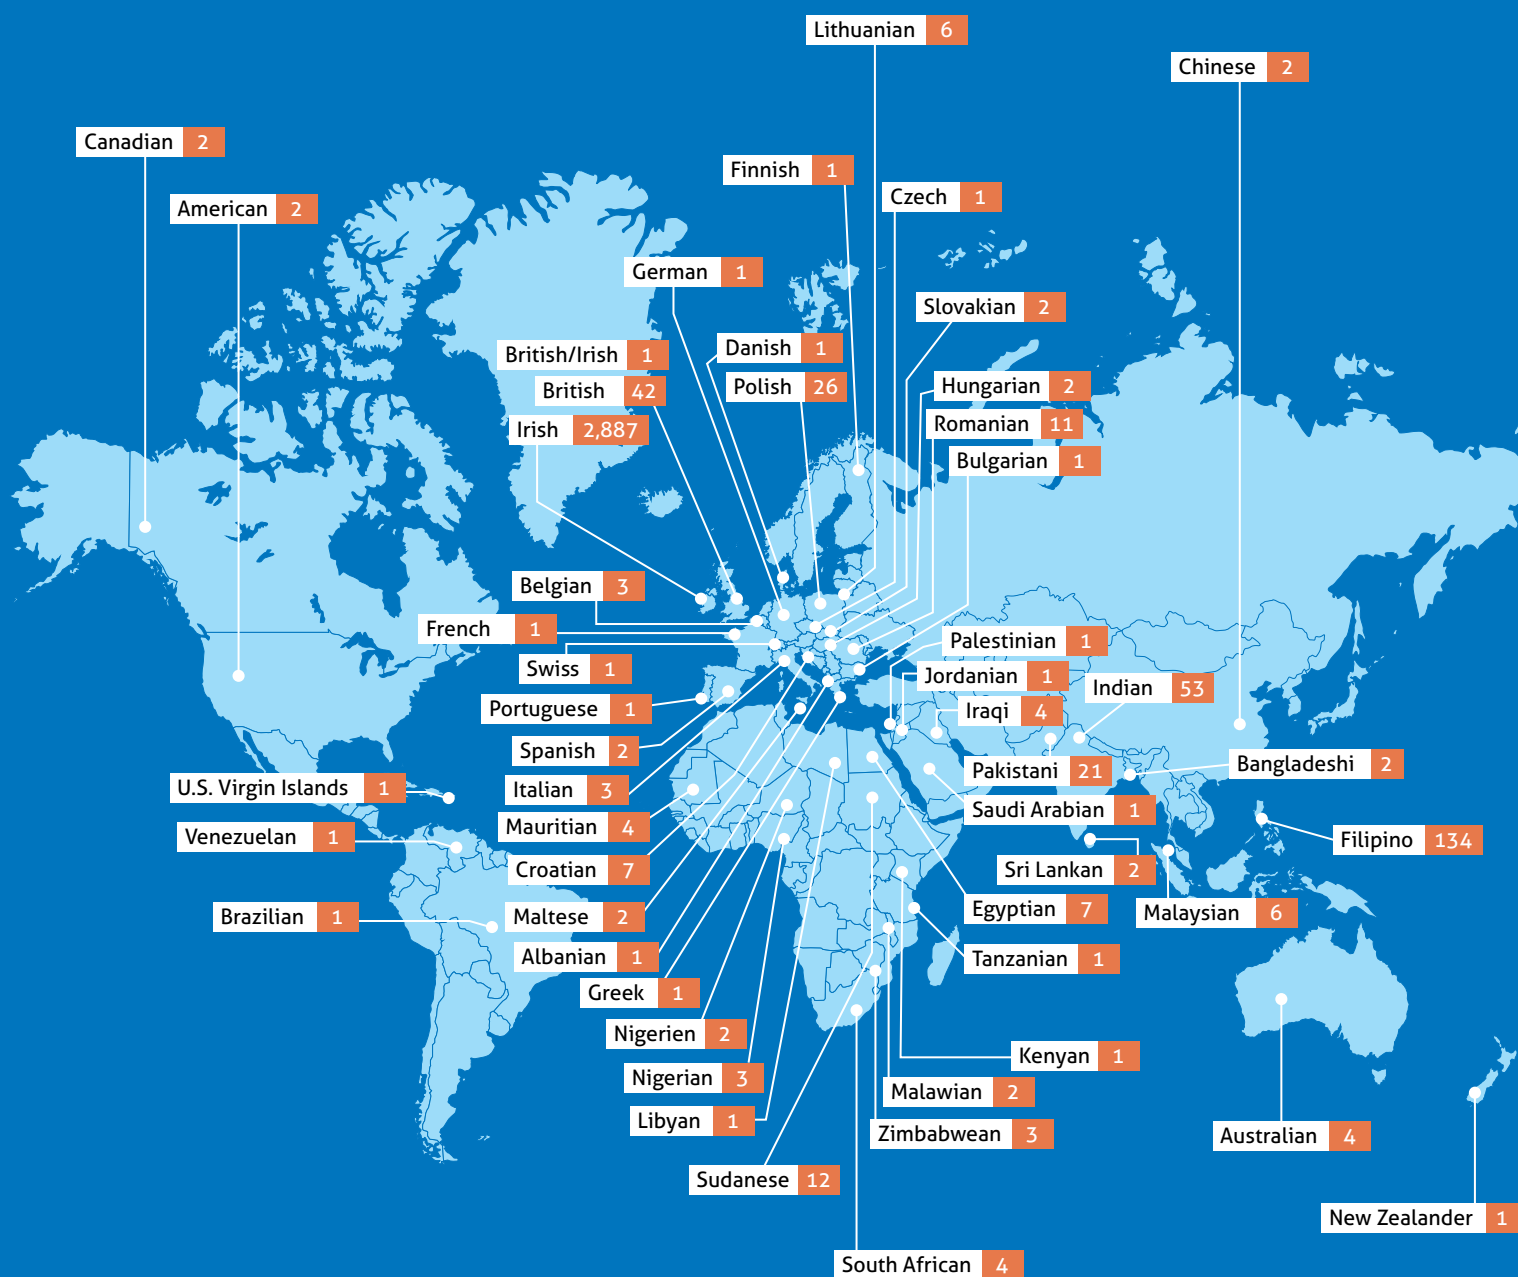 Lithuanian 6
Chinese 2
Canadian 2
Finnish 1
Czech 1
American 2
German 1
Slovakian 2
British/Irish 1
Danish 1
British 42
Polish 26
Hungarian 2
Irish 2,887
Romanian 11
Bulgarian 1
Belgian 3
French 1
Palestinian 1
Swiss 1
Jordanian 1
Indian 53
Portuguese 1
Iraqi 4
Spanish 2
Pakistani 21
Bangladeshi 2
U.S. Virgin Islands 1
Italian 3
Saudi Arabian 1
Mauritian 4
Venezuelan 1
Filipino 134
Croatian 7
Sri Lankan 2
Brazilian 1
Maltese 2
Egyptian 7
Malaysian 6
Albanian 1
Tanzanian 1
Greek 1
Nigerien 2
Kenyan 1
Nigerian 3
Malawian 2
Libyan 1
Zimbabwean 3
Australian 4
Sudanese 12
New Zealander 1
South African 4